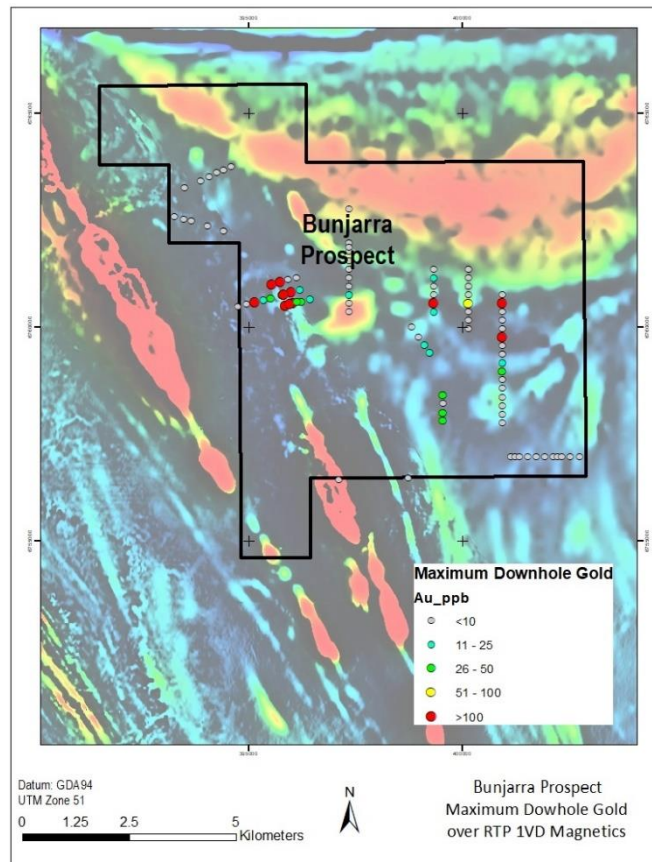 Bunjarra
Prospect
Maximum Downhole Gold
Au_ppb
<10
11 - 25
26 - 50
51 - 100
>100
Datum: GDA94
UTM Zone 51
0 1.25 2.5 5
Kilometers
N
Bunjarra Prospect
Maximum Dowhole Gold
over RTP 1VD Magnetics